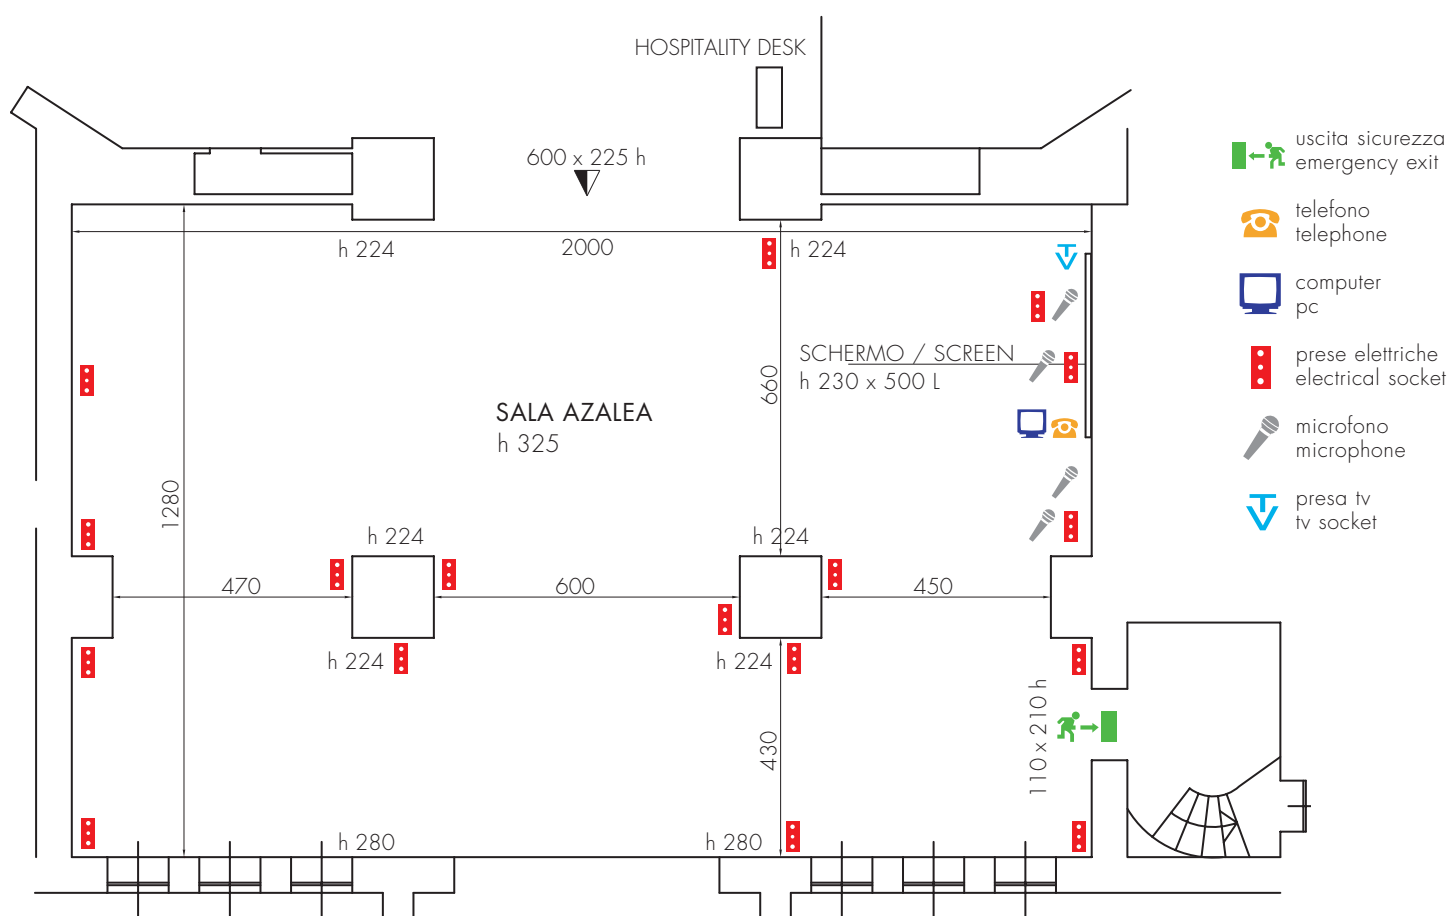 HOSPITALITY DESK
600 x 225 h
h 224
2000
h 224
SCHERMO / SCREEN
h 230 x 500 L
660
SALA AZALEA
h 325
1280
h 224
h 224
470
600
450
h 224
h 224
430
110 x 210 h
h 280
h 280
uscita sicurezza
emergency exit
telefono
telephone
computer
pc
prese elettriche
electrical socket
microfono
microphone
presa tv
tv socket